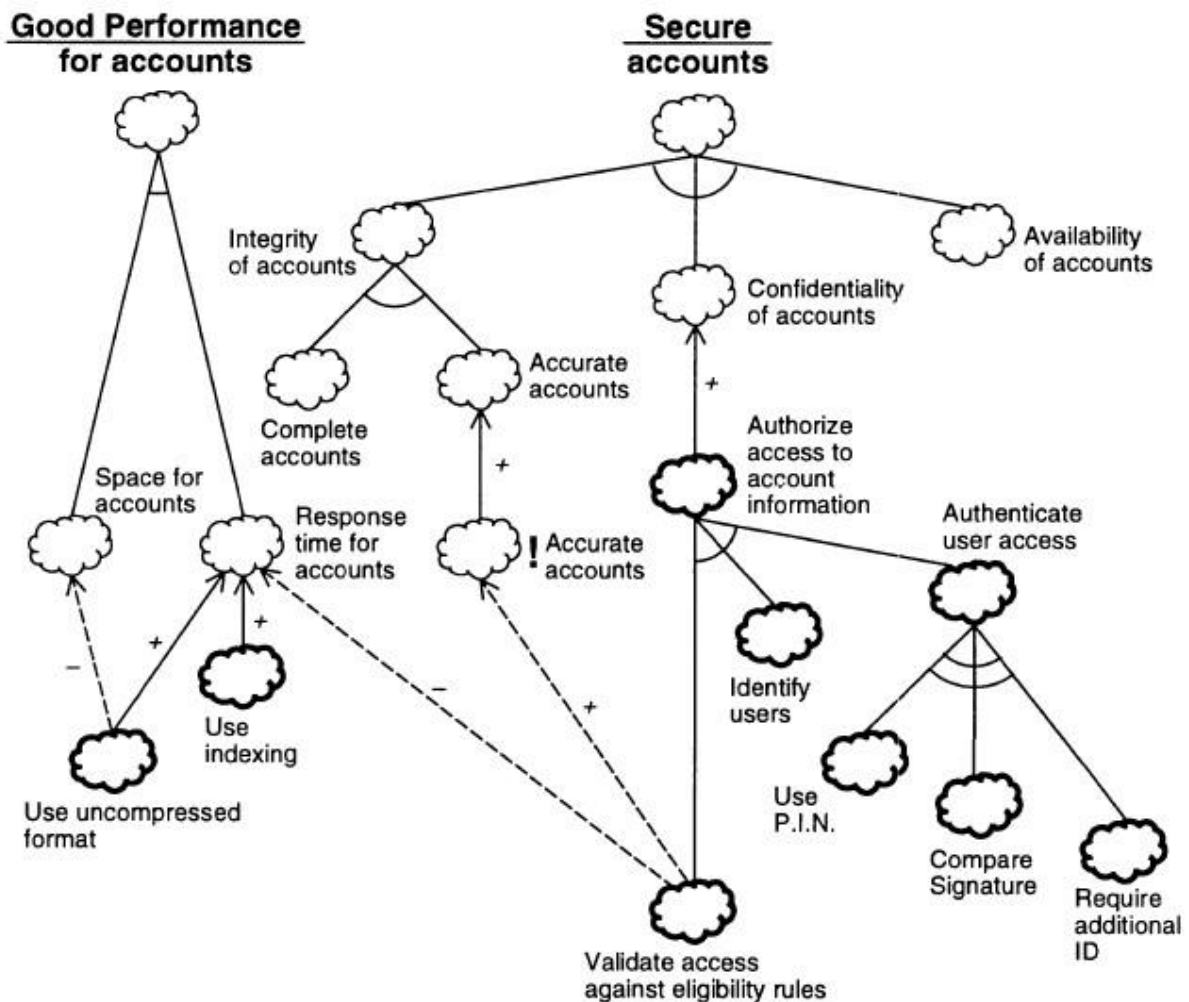 Good Performance
for accounts
Secure
accounts
Integrity
of accounts
Availability
of accounts
Confidentiality
of accounts
Accurate
accounts
+
Complete
accounts
Authorize
access to
account
information
+
Space for
accounts
Response
time for
accounts
! Accurate
accounts
Authenticate
user access
+
+
−
−
+
Identify
users
Use
indexing
Use uncompressed
format
Use
P.I.N.
Compare
Signature
Require
additional
ID
Validate access
against eligibility rules